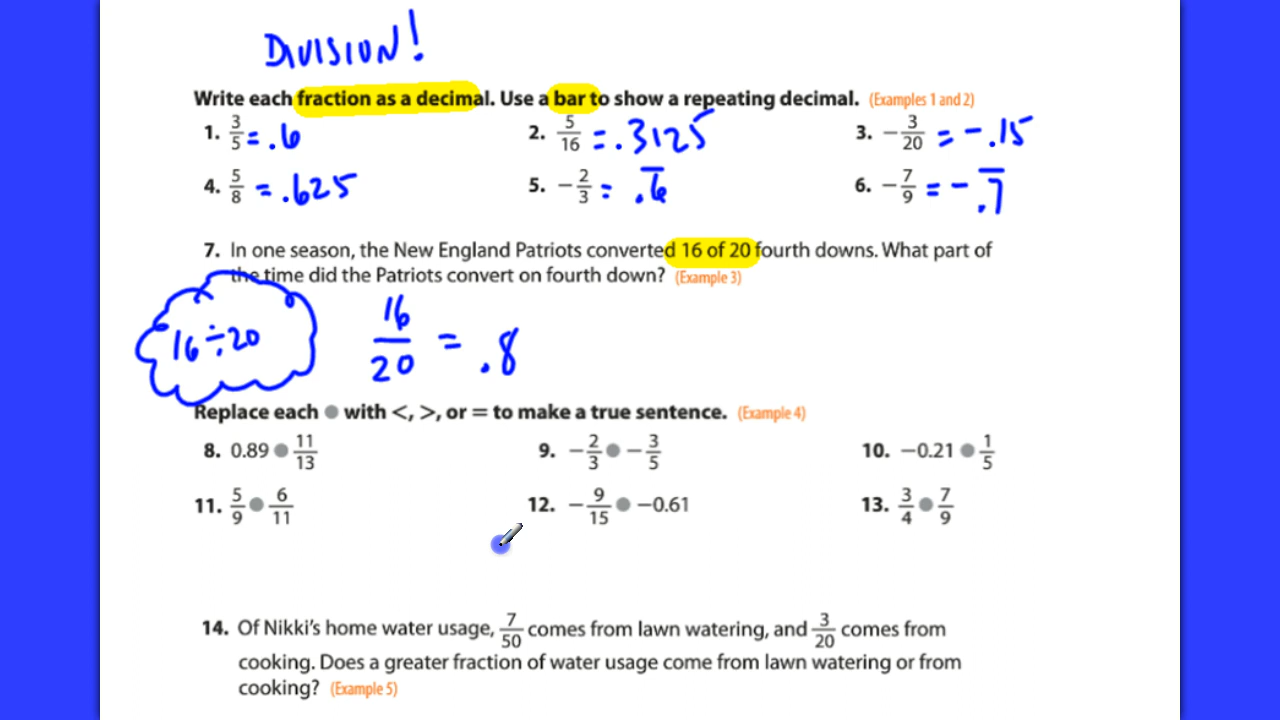 DIVISION!
Write each fraction as a decimal. Use a bar to show a repeating decimal. (Examples 1 and 2)
1. 3/5 = .6 2. 5/16 = .3125 3. −3/20 = −.15
4. 5/8 = .625 5. −2/3 = .6̅ 6. −7/9 = −.7̅
7. In one season, the New England Patriots converted 16 of 20 fourth downs. What part of
the time did the Patriots convert on fourth down? (Example 3)
16÷20 16/20 = .8
Replace each ● with <, >, or = to make a true sentence. (Example 4)
8. 0.89 ● 11/13 9. −2/3 ● −3/5 10. −0.21 ● 1/5
11. 5/9 ● 6/11 12. −9/15 ● −0.61 13. 3/4 ● 7/9
14. Of Nikki's home water usage, 7/50 comes from lawn watering, and 3/20 comes from
cooking. Does a greater fraction of water usage come from lawn watering or from
cooking? (Example 5)